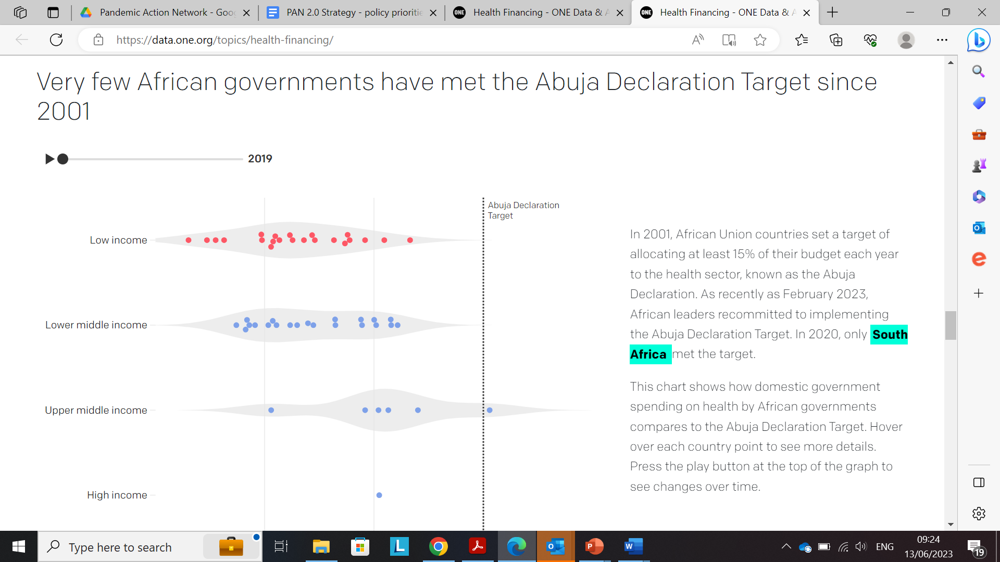 Pandemic Action Network - Goog
PAN 2.0 Strategy - policy prioritie
ONE
Health Financing - ONE Data & A
ONE
Health Financing - ONE Data & A
https://data.one.org/topics/health-financing/
Very few African governments have met the Abuja Declaration Target since
2001
2019
Abuja Declaration
Target
Low income
Lower middle income
Upper middle income
High income
In 2001, African Union countries set a target of
allocating at least 15% of their budget each year
to the health sector, known as the Abuja
Declaration. As recently as February 2023,
African leaders recommitted to implementing
the Abuja Declaration Target. In 2020, only South
Africa met the target.
This chart shows how domestic government
spending on health by African governments
compares to the Abuja Declaration Target. Hover
over each country point to see more details.
Press the play button at the top of the graph to
see changes over time.
Type here to search
ENG
09:24
13/06/2023
19